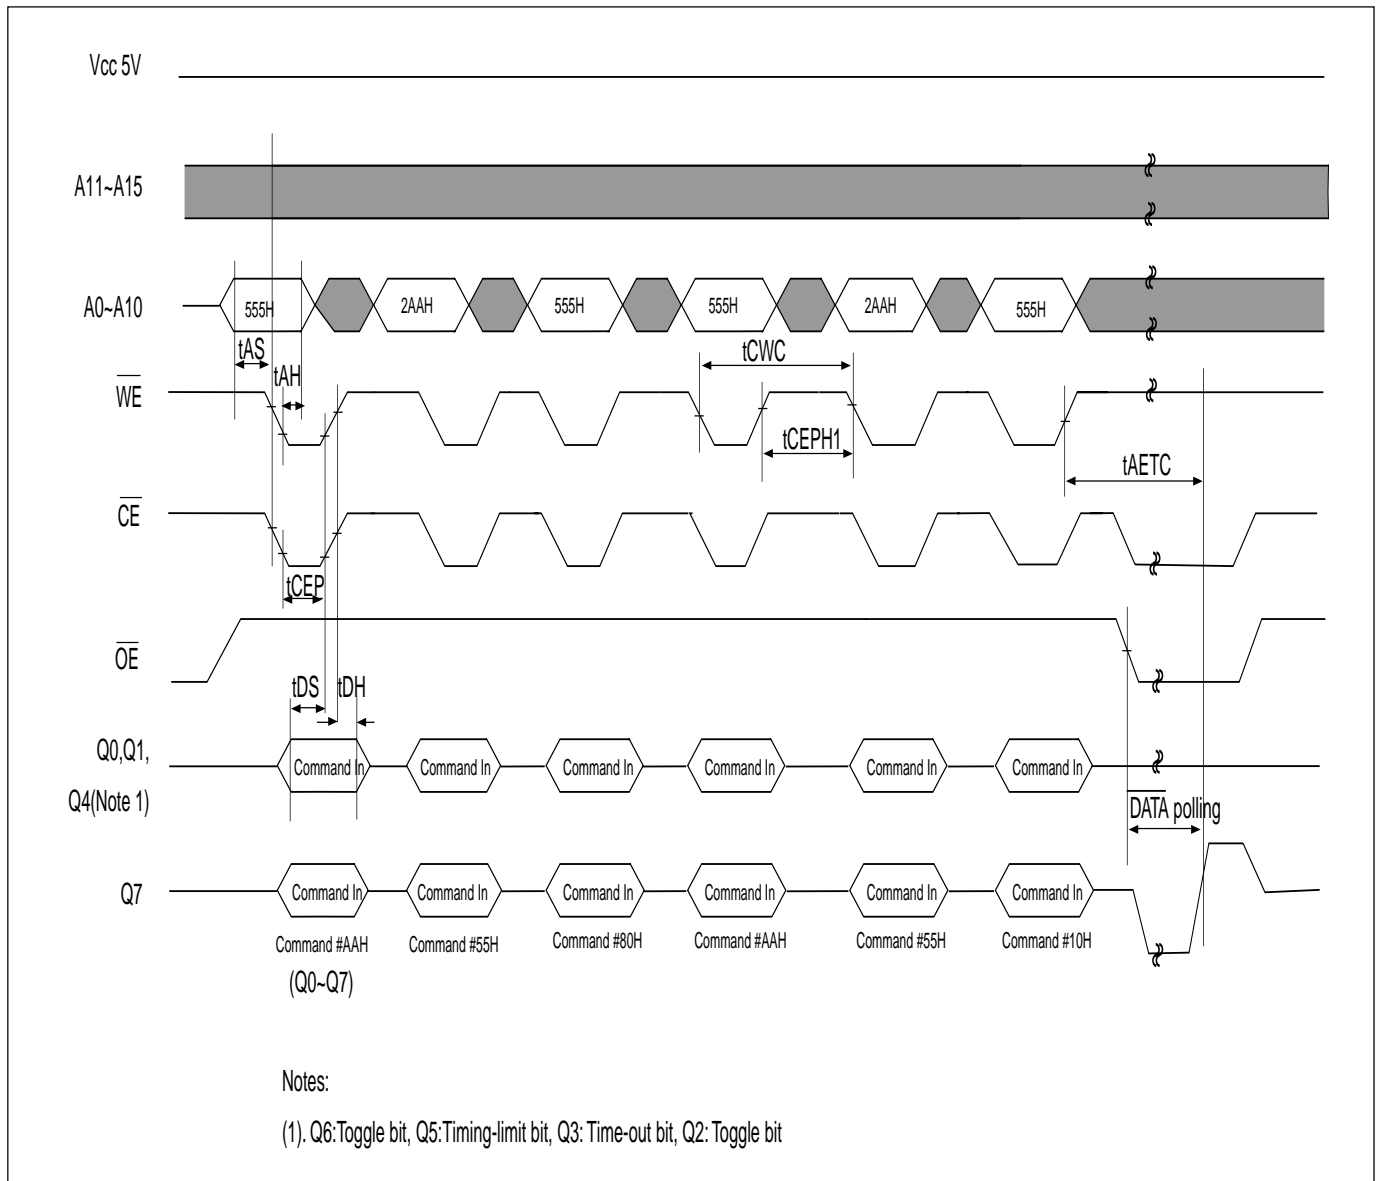 Vcc 5V
A11~A15
A0~A10
555H
2AAH
555H
555H
2AAH
555H
tAS
tAH
tCWC
WE
tCEPH1
tAETC
CE
tCEP
OE
tDS
tDH
Q0,Q1,
Q4(Note 1)
Command In
Command In
Command In
Command In
Command In
Command In
DATA polling
Q7
Command In
Command In
Command In
Command In
Command In
Command In
Command #AAH
Command #55H
Command #80H
Command #AAH
Command #55H
Command #10H
(Q0~Q7)
Notes:
(1). Q6:Toggle bit, Q5:Timing-limit bit, Q3: Time-out bit, Q2: Toggle bit